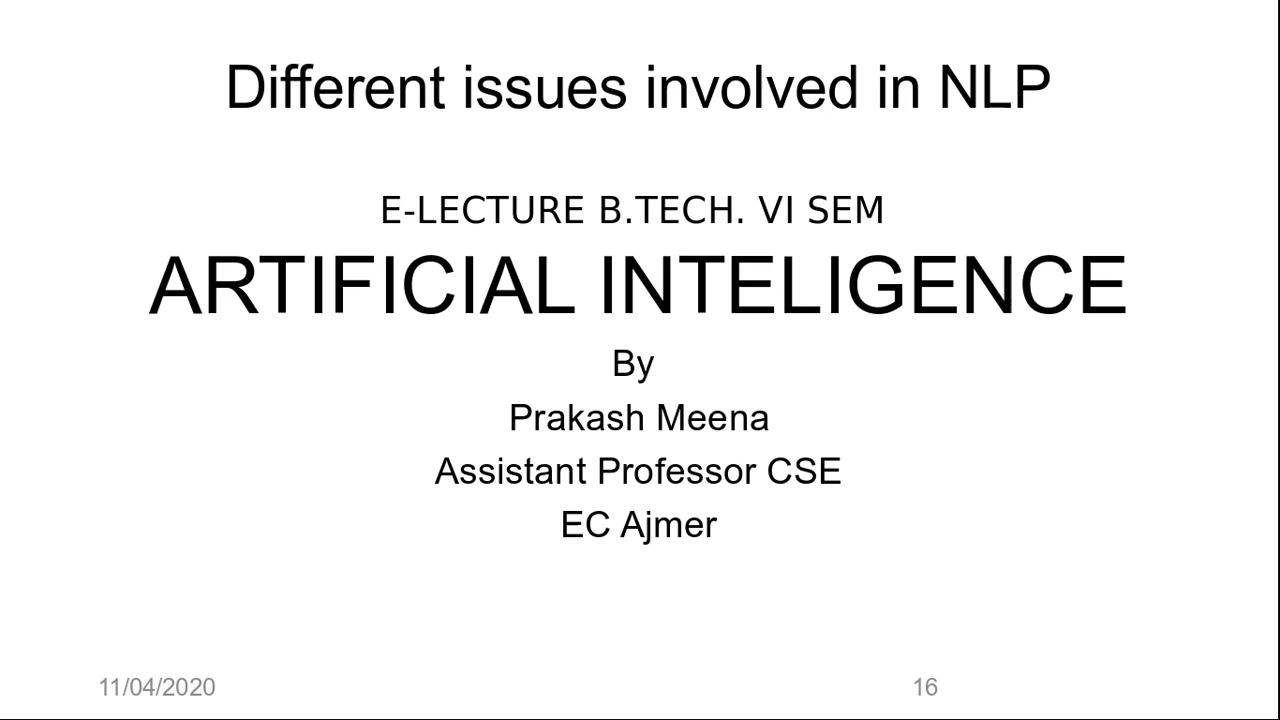 Different issues involved in NLP
E-LECTURE B.TECH. VI SEM
ARTIFICIAL INTELIGENCE
By
Prakash Meena
Assistant Professor CSE
EC Ajmer
11/04/2020
16